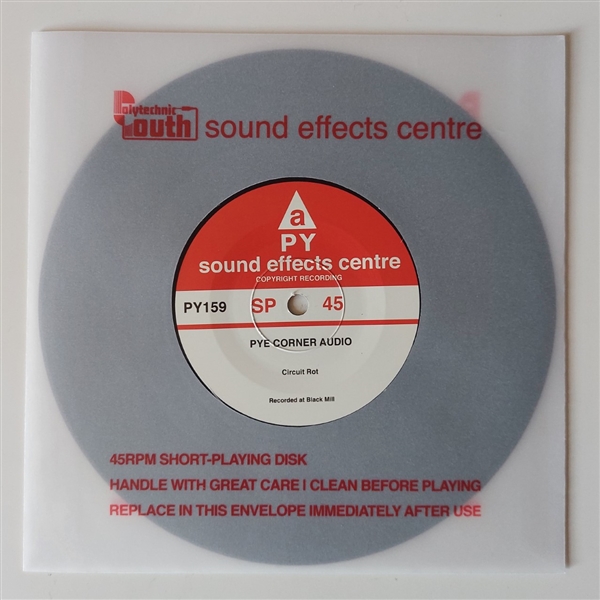 Polytechnic
Youth sound effects centre
a
PY
sound effects centre
COPYRIGHT RECORDING
PY159 SP 45
PYE CORNER AUDIO
Circuit Rot
Recorded at Black Mill
45RPM SHORT-PLAYING DISK
HANDLE WITH GREAT CARE | CLEAN BEFORE PLAYING
REPLACE IN THIS ENVELOPE IMMEDIATELY AFTER USE